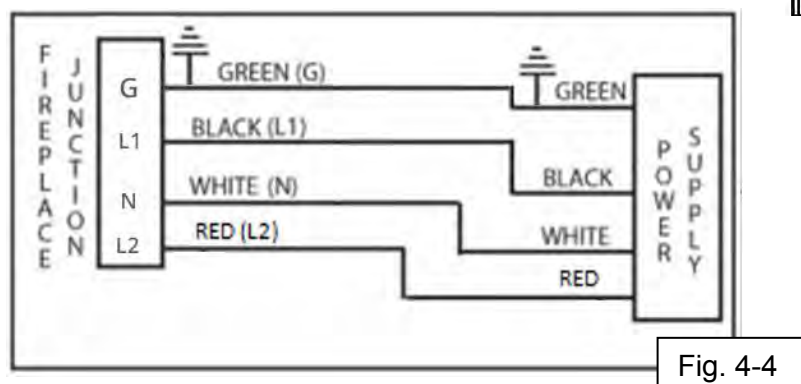 FIREPLACE
JUNCTION
G
L1
N
L2
GREEN (G)
BLACK (L1)
WHITE (N)
RED (L2)
GREEN
BLACK
WHITE
RED
POWER
SUPPLY
Fig. 4-4